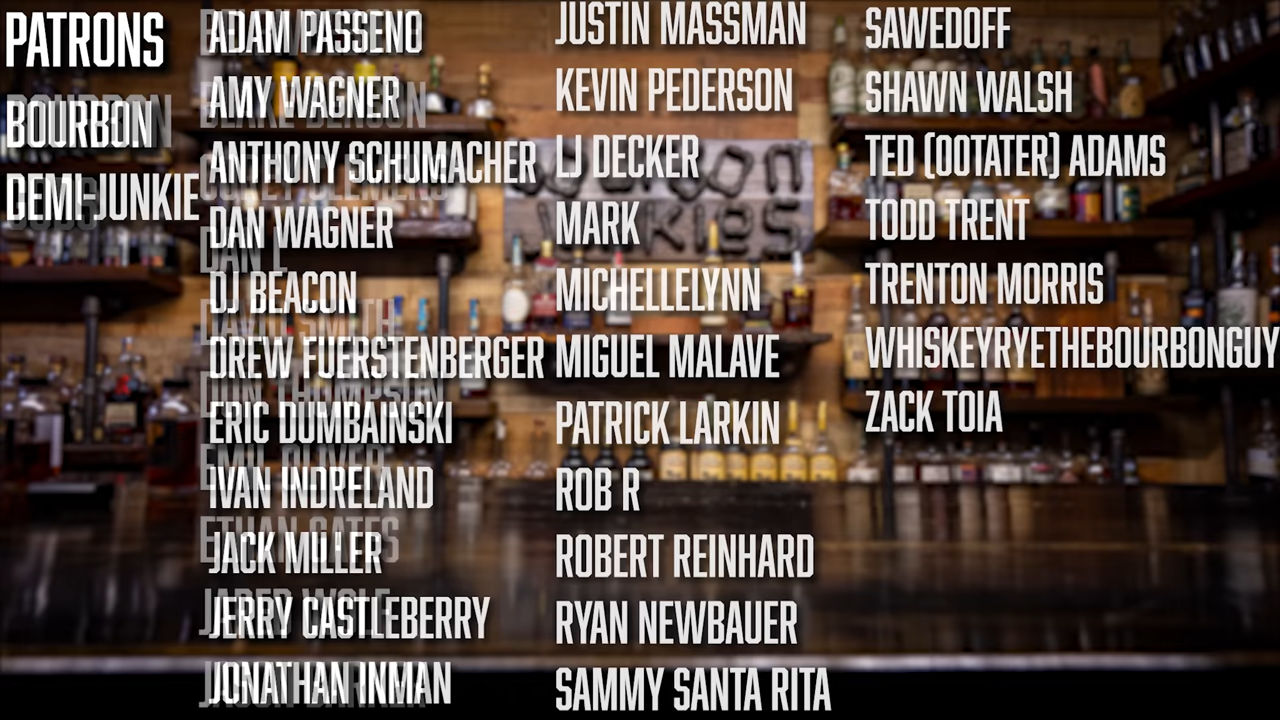 PATRONS
BOURBON
DEMI-JUNKIE
ADAM PASSENO
AMY WAGNER
ANTHONY SCHUMACHER
DAN WAGNER
DJ BEACON
DREW FUERSTENBERGER
ERIC DUMBAINSKI
IVAN INDRELAND
JACK MILLER
JERRY CASTLEBERRY
JONATHAN INMAN
JUSTIN MASSMAN
KEVIN PEDERSON
LJ DECKER
MARK
MICHELLELYNN
MIGUEL MALAVE
PATRICK LARKIN
ROB R
ROBERT REINHARD
RYAN NEWBAUER
SAMMY SANTA RITA
SAWEDOFF
SHAWN WALSH
TED (OOTATER) ADAMS
TODD TRENT
TRENTON MORRIS
WHISKEYRYETHEBOURBONGUY
ZACK TOIA